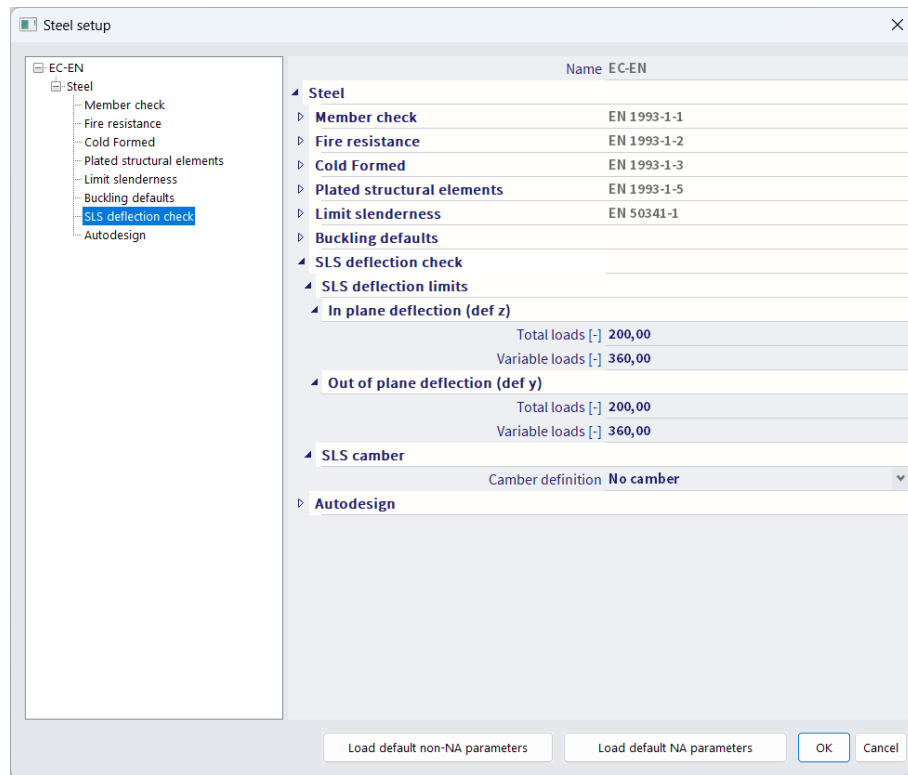 Steel setup
EC-EN
Steel
Member check
Fire resistance
Cold Formed
Plated structural elements
Limit slenderness
Buckling defaults
SLS deflection check
Autodesign
Name EC-EN
Steel
Member check EN 1993-1-1
Fire resistance EN 1993-1-2
Cold Formed EN 1993-1-3
Plated structural elements EN 1993-1-5
Limit slenderness EN 50341-1
Buckling defaults
SLS deflection check
SLS deflection limits
In plane deflection (def z)
Total loads [-] 200,00
Variable loads [-] 360,00
Out of plane deflection (def y)
Total loads [-] 200,00
Variable loads [-] 360,00
SLS camber
Camber definition No camber
Autodesign
Load default non-NA parameters Load default NA parameters OK Cancel